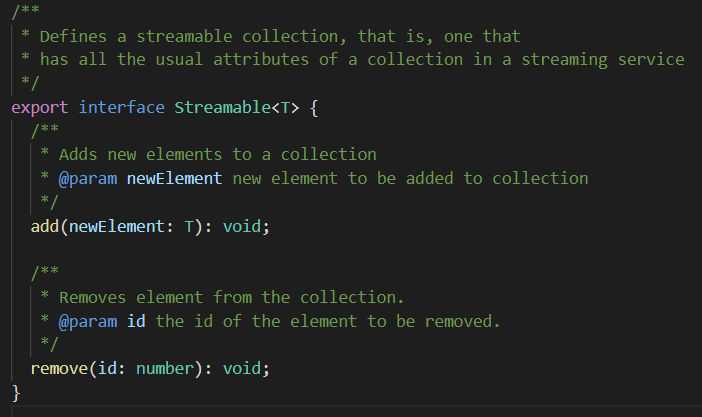 /**
 * Defines a streamable collection, that is, one that
 * has all the usual attributes of a collection in a streaming service
 */
export interface Streamable<T> {
  /**
   * Adds new elements to a collection
   * @param newElement new element to be added to collection
   */
  add(newElement: T): void;

  /**
   * Removes element from the collection.
   * @param id the id of the element to be removed.
   */
  remove(id: number): void;
}